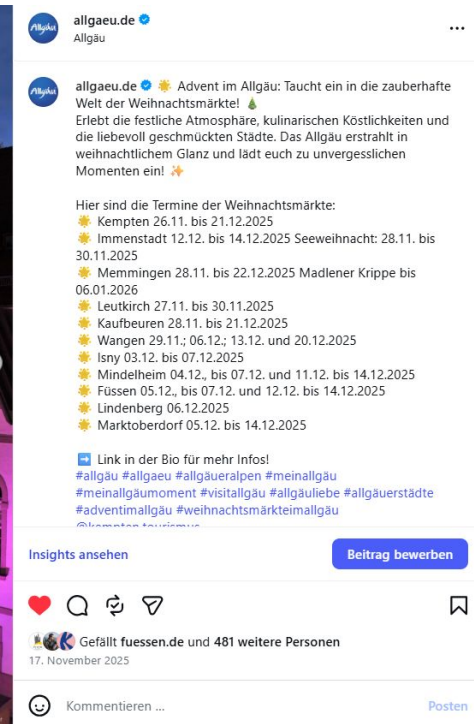 Allgäu
allgaeu.de
Allgäu
Allgäu
allgaeu.de 🌟 Advent im Allgäu: Taucht ein in die zauberhafte
Welt der Weihnachtsmärkte! 🎄
Erlebt die festliche Atmosphäre, kulinarischen Köstlichkeiten und
die liebevoll geschmückten Städte. Das Allgäu erstrahlt in
weihnachtlichem Glanz und lädt euch zu unvergesslichen
Momenten ein! ✨
Hier sind die Termine der Weihnachtsmärkte:
🌟 Kempten 26.11. bis 21.12.2025
🌟 Immenstadt 12.12. bis 14.12.2025 Seeweihnacht: 28.11. bis
30.11.2025
🌟 Memmingen 28.11. bis 22.12.2025 Madlener Krippe bis
06.01.2026
🌟 Leutkirch 27.11. bis 30.11.2025
🌟 Kaufbeuren 28.11. bis 21.12.2025
🌟 Wangen 29.11.; 06.12.; 13.12. und 20.12.2025
🌟 Isny 03.12. bis 07.12.2025
🌟 Mindelheim 04.12., bis 07.12. und 11.12. bis 14.12.2025
🌟 Füssen 05.12., bis 07.12. und 12.12. bis 14.12.2025
🌟 Lindenberg 06.12.2025
🌟 Marktoberdorf 05.12. bis 14.12.2025
➡️ Link in der Bio für mehr Infos!
#allgäu #allgaeu #allgäueralpen #meinallgäu
#meinallgäumoment #visitallgäu #allgäuliebe #allgäuerstädte
#adventimallgäu #weihnachtsmärkteimallgäu
@kempten.tourismus
Insights ansehen
Beitrag bewerben
Gefällt fuessen.de und 481 weitere Personen
17. November 2025
Kommentieren ...
Posten